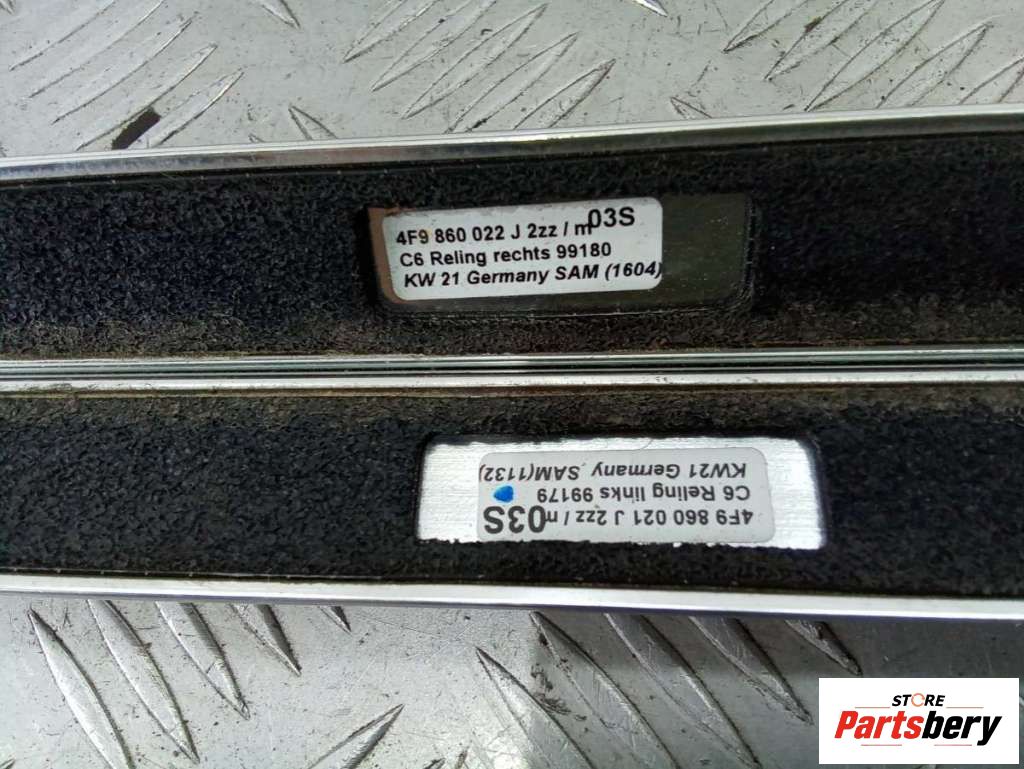 4F9 860 022 J 2zz / m 03S
C6 Reling rechts 99180
KW 21 Germany SAM (1604)
4F9 860 021 J 2zz / n 03S
C6 Reling links 99179
KW21 Germany SAM(1132)
STORE
Partsbery